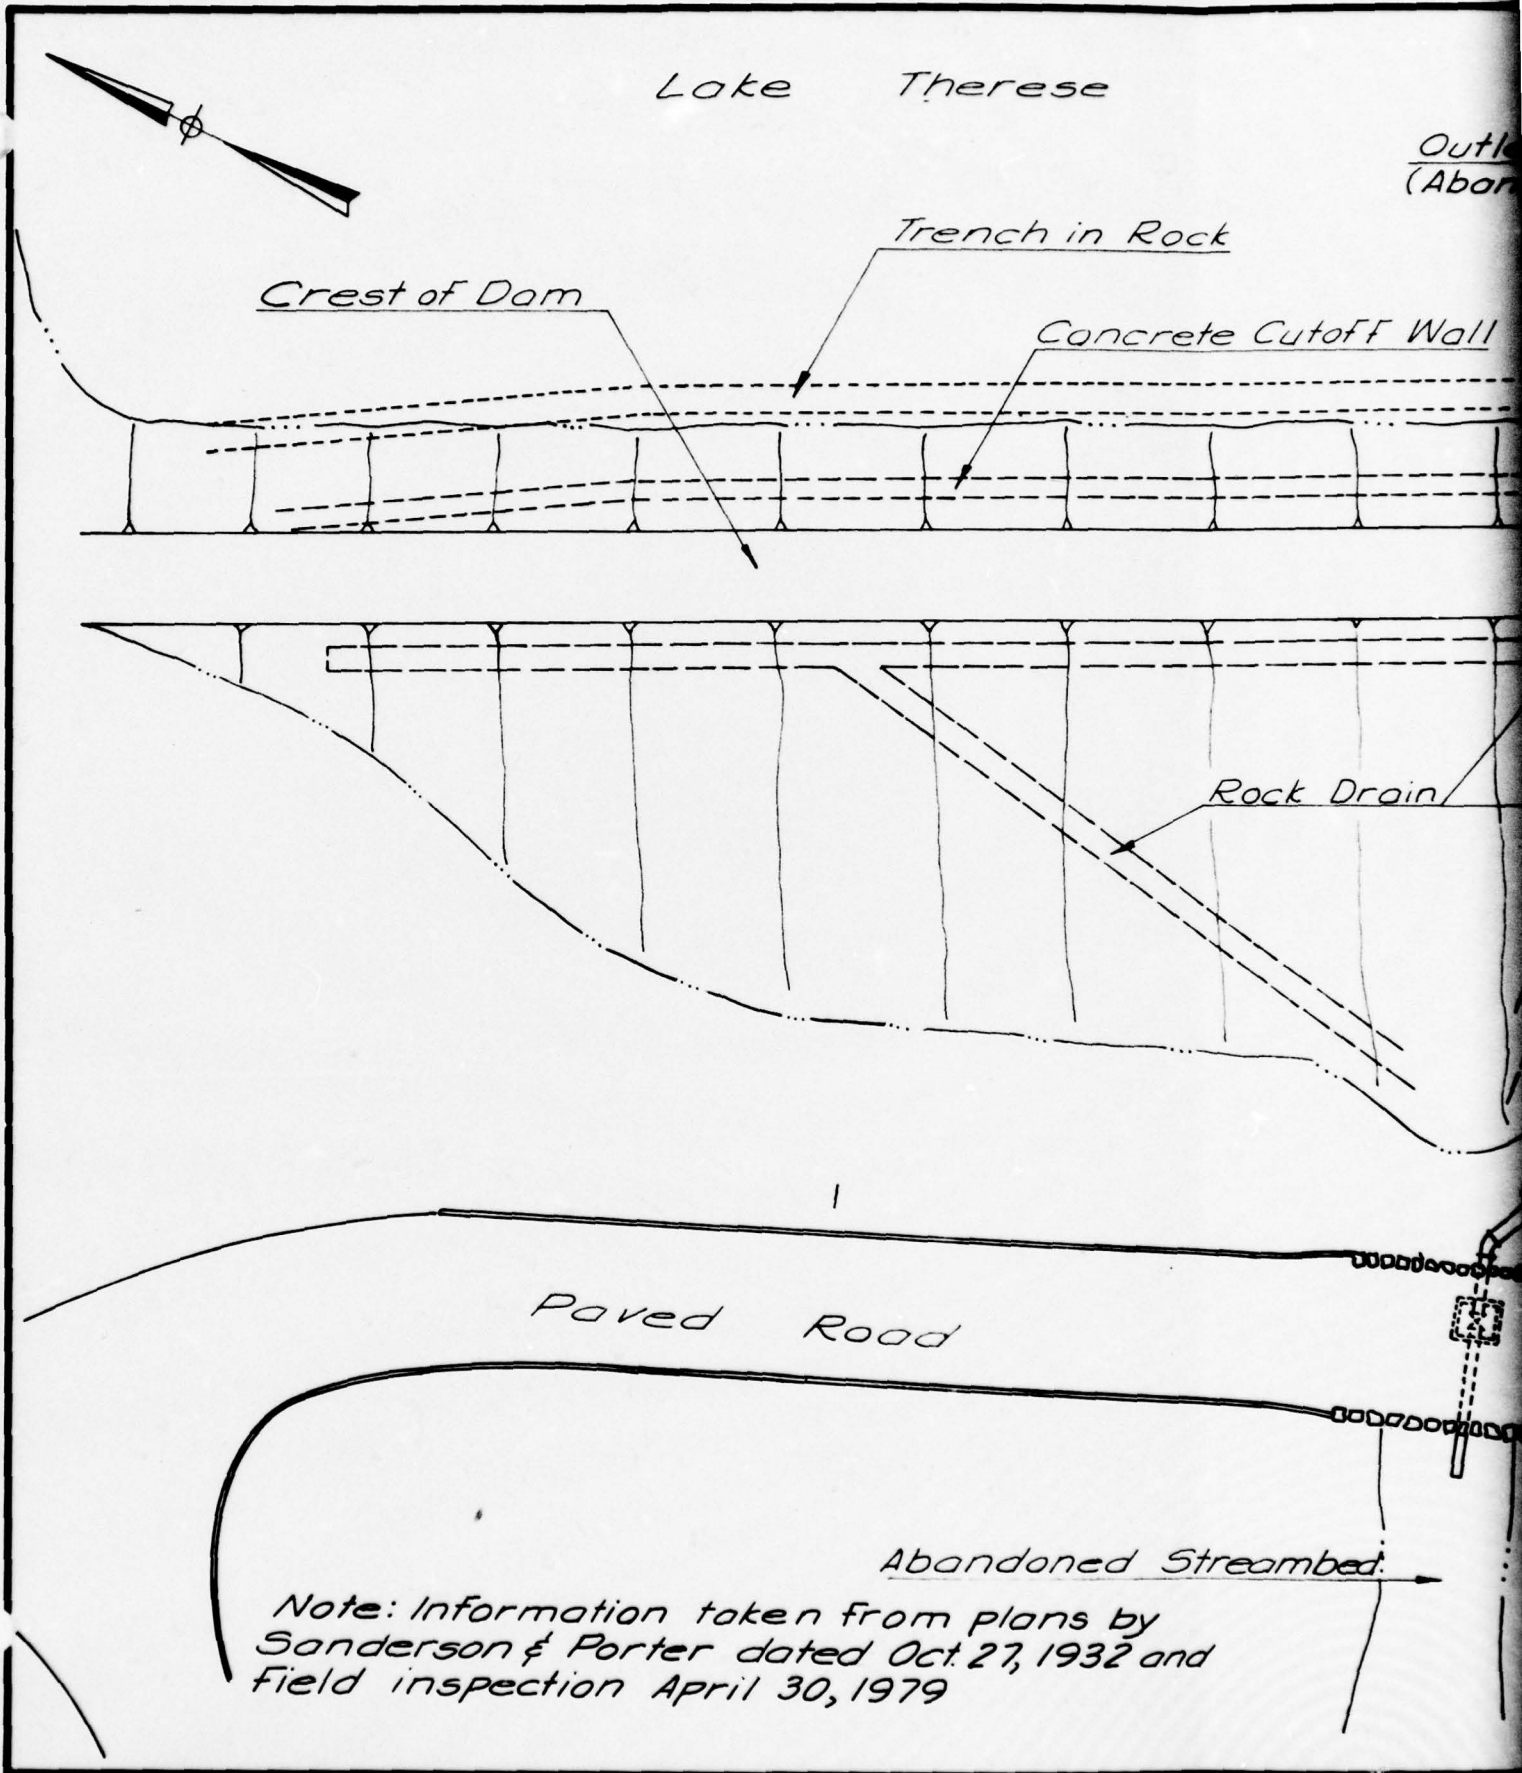 Lake Therese
(Aban
Trench in Rock
Crest of Dam
Concrete Cutoff Wall
Rock Drain
Paved Road
Abandoned Streambed
Note: Information taken from plans by
Sanderson & Porter dated Oct. 27, 1932 and
field inspection April 30, 1979